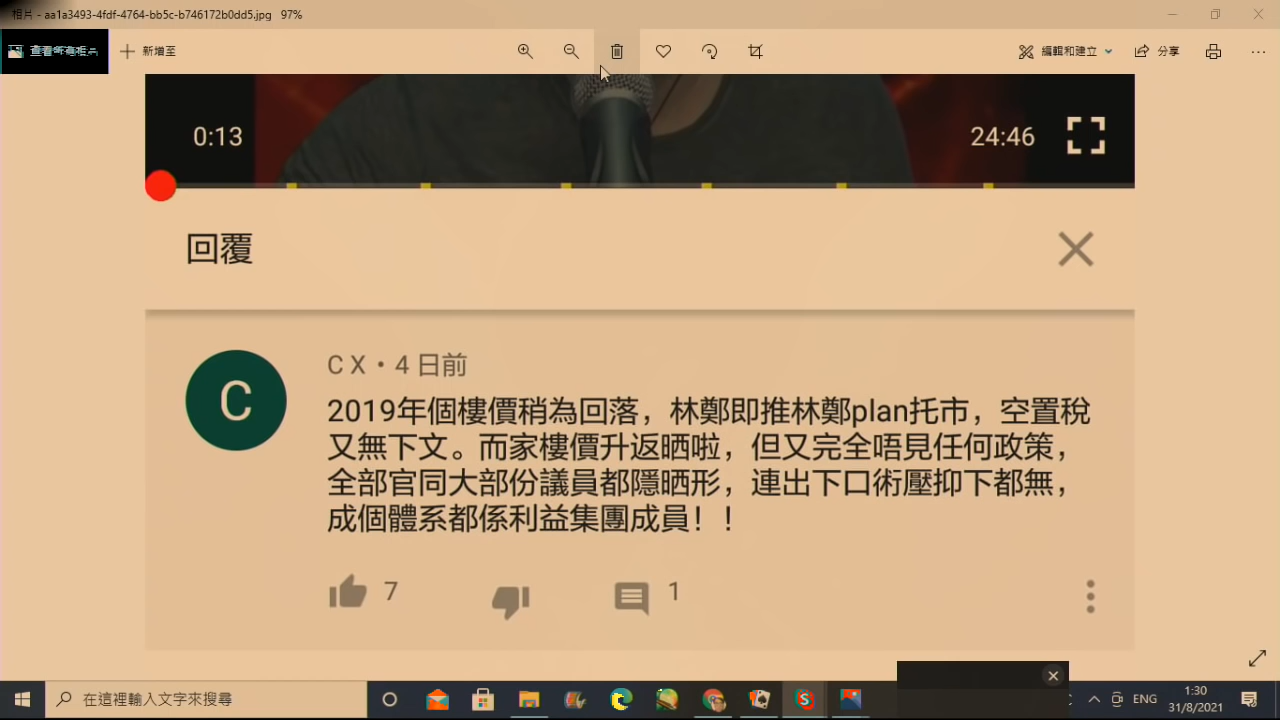 相片 - aa1a3493-4fdf-4764-bb5c-b746172b0dd5.jpg 97%
查看所有相片 新增至 編輯和建立 分享
0:13 24:46
回覆
C X • 4 日前
C
2019年個樓價稍為回落，林鄭即推林鄭plan托市，空置稅
又無下文。而家樓價升返晒啦，但又完全唔見任何政策，
全部官同大部份議員都隱晒形，連出下口術壓抑下都無，
成個體系都係利益集團成員！！
7 1
在這裡輸入文字來搜尋 ENG 1:30
31/8/2021